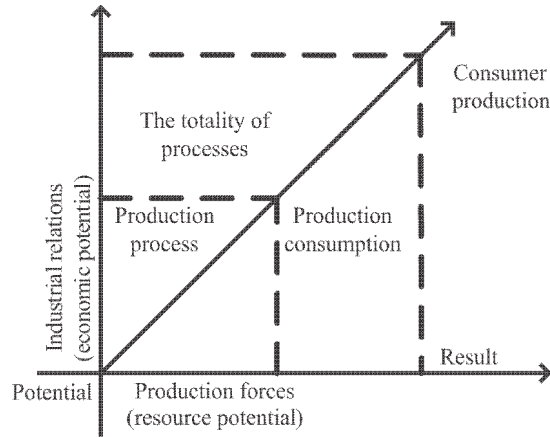 Consumer
production
The totality of
processes
Production
process
Production
consumption
Industrial relations
(economic potential)
Result
Potential
Production forces
(resource potential)